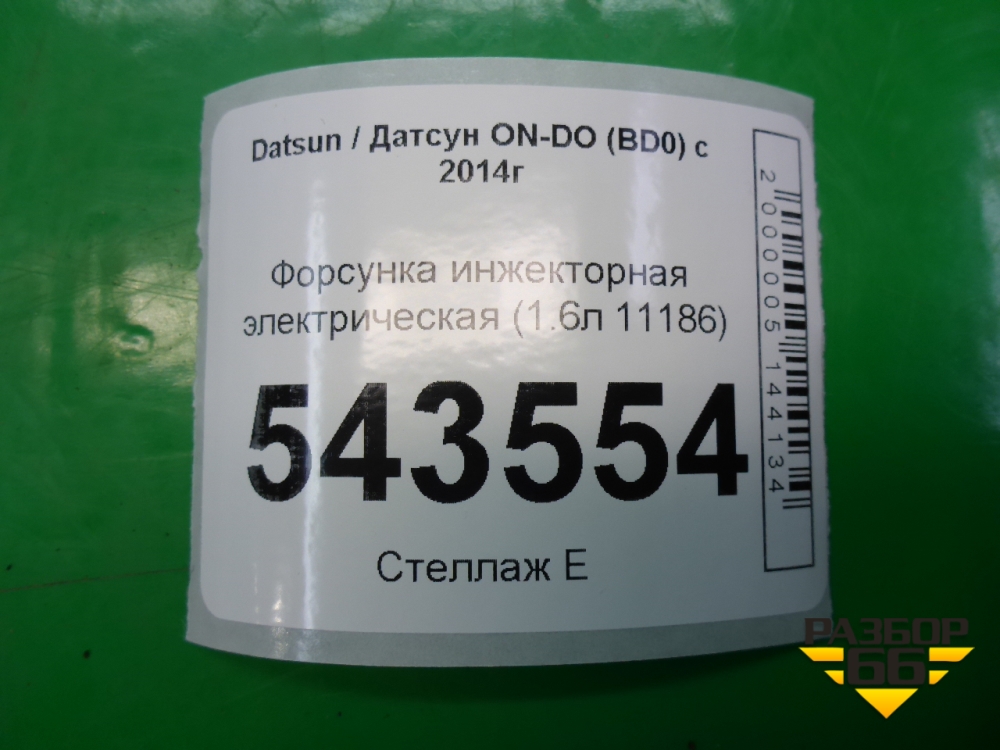 Datsun / Датсун ON-DO (BD0) с
2014г
Форсунка инжекторная
электрическая (1.6л 11186)
543554
Стеллаж Е
2000005144134
РАЗБОР
66